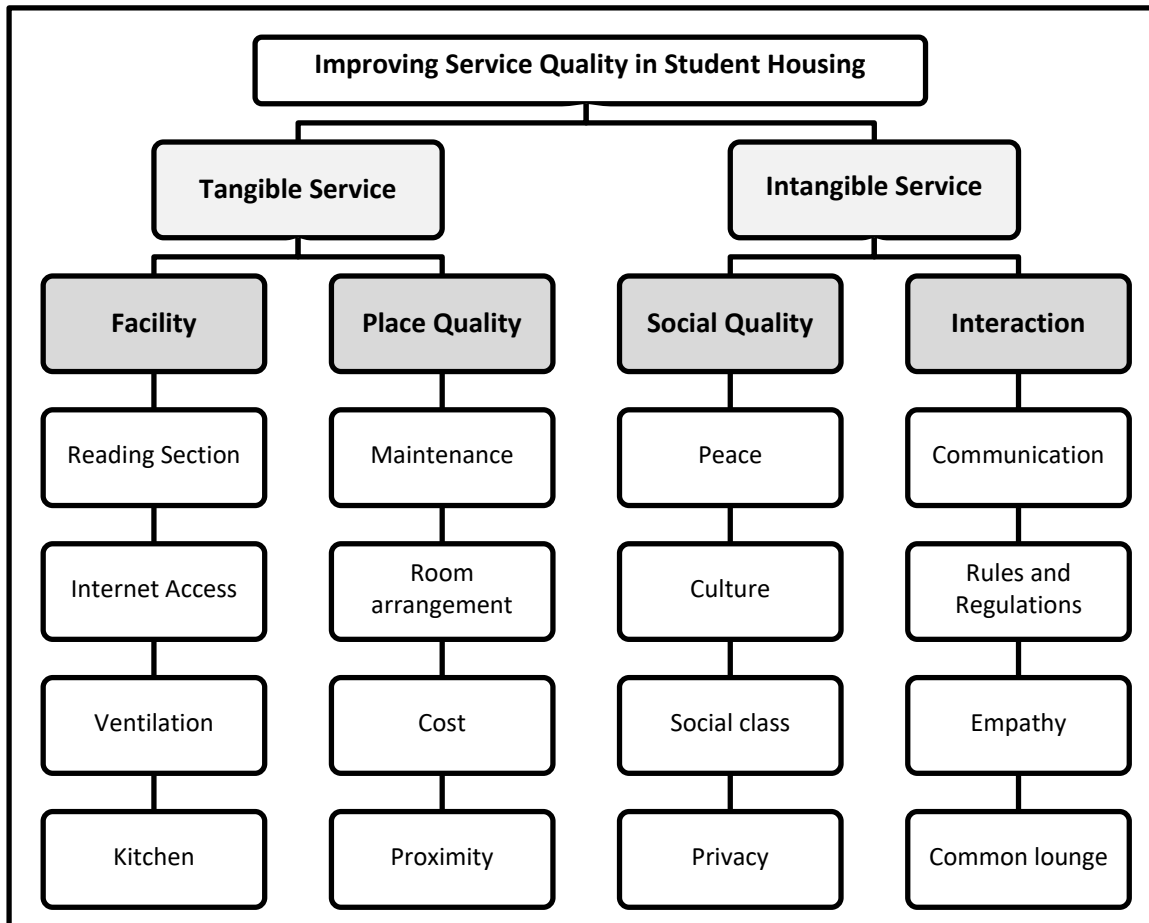 Improving Service Quality in Student Housing
Tangible Service
Intangible Service
Facility
Place Quality
Social Quality
Interaction
Reading Section
Maintenance
Peace
Communication
Internet Access
Room
arrangement
Culture
Rules and
Regulations
Ventilation
Cost
Social class
Empathy
Kitchen
Proximity
Privacy
Common lounge